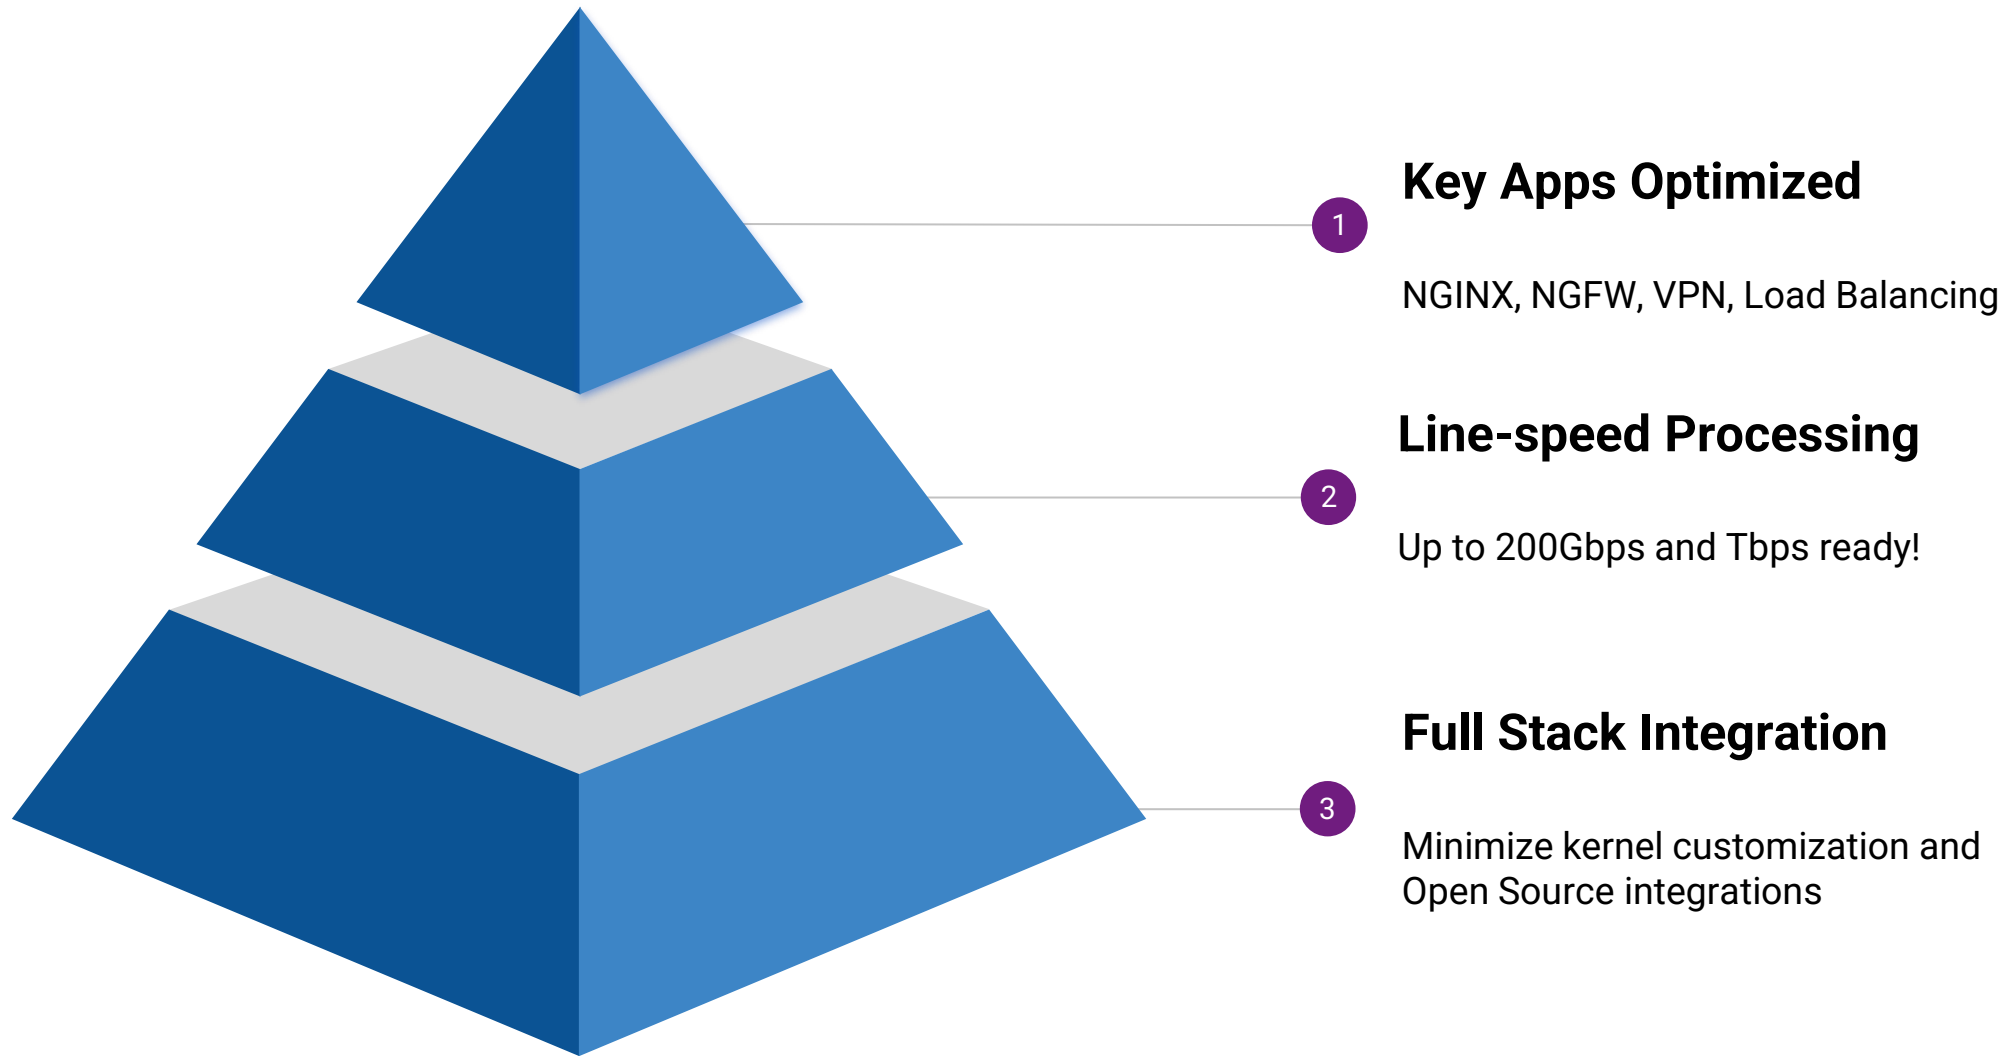 1
Key Apps Optimized
NGINX, NGFW, VPN, Load Balancing
2
Line-speed Processing
Up to 200Gbps and Tbps ready!
3
Full Stack Integration
Minimize kernel customization and
Open Source integrations